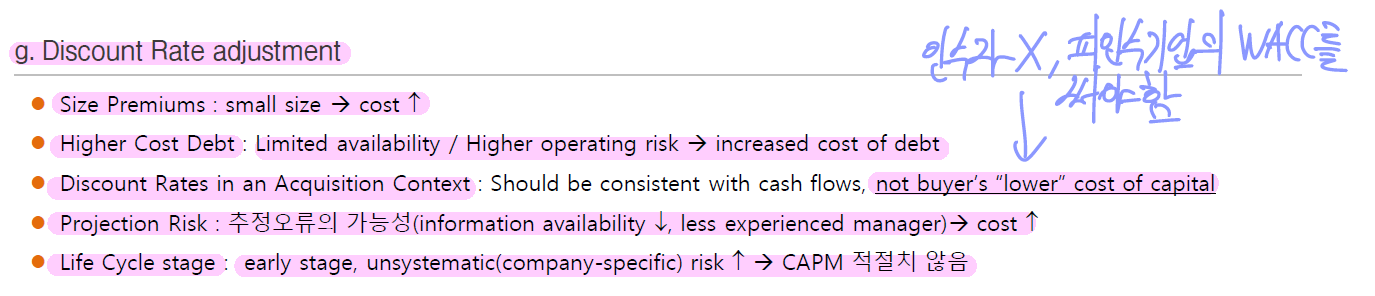 g. Discount Rate adjustment
인수자 X, 피인수기업의 WACC를
써야함
Size Premiums : small size → cost ↑
Higher Cost Debt : Limited availability / Higher operating risk → increased cost of debt
Discount Rates in an Acquisition Context : Should be consistent with cash flows, not buyer's “lower” cost of capital
Projection Risk : 추정오류의 가능성(information availability ↓, less experienced manager)→ cost ↑
Life Cycle stage : early stage, unsystematic(company-specific) risk ↑ → CAPM 적절치 않음